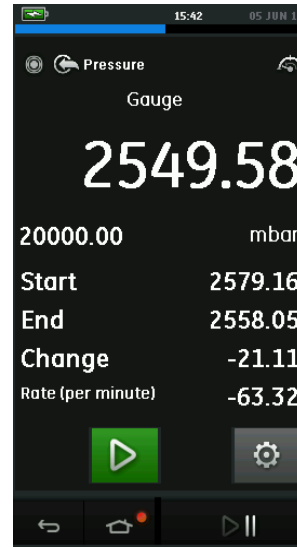 15:42 05 JUN 1
Pressure
Gauge
2549.58
20000.00 mbar
Start 2579.16
End 2558.05
Change -21.11
Rate (per minute) -63.32